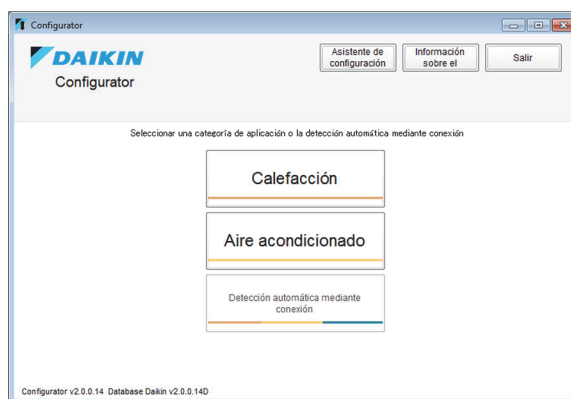 Configurator
DAIKIN
Configurator
Asistente de
configuración
Información
sobre el
Salir
Seleccionar una categoría de aplicación o la detección automática mediante conexión
Calefacción
Aire acondicionado
Detección automática mediante
conexión
Configurator v2.0.0.14 Database Daikin v2.0.0.14D